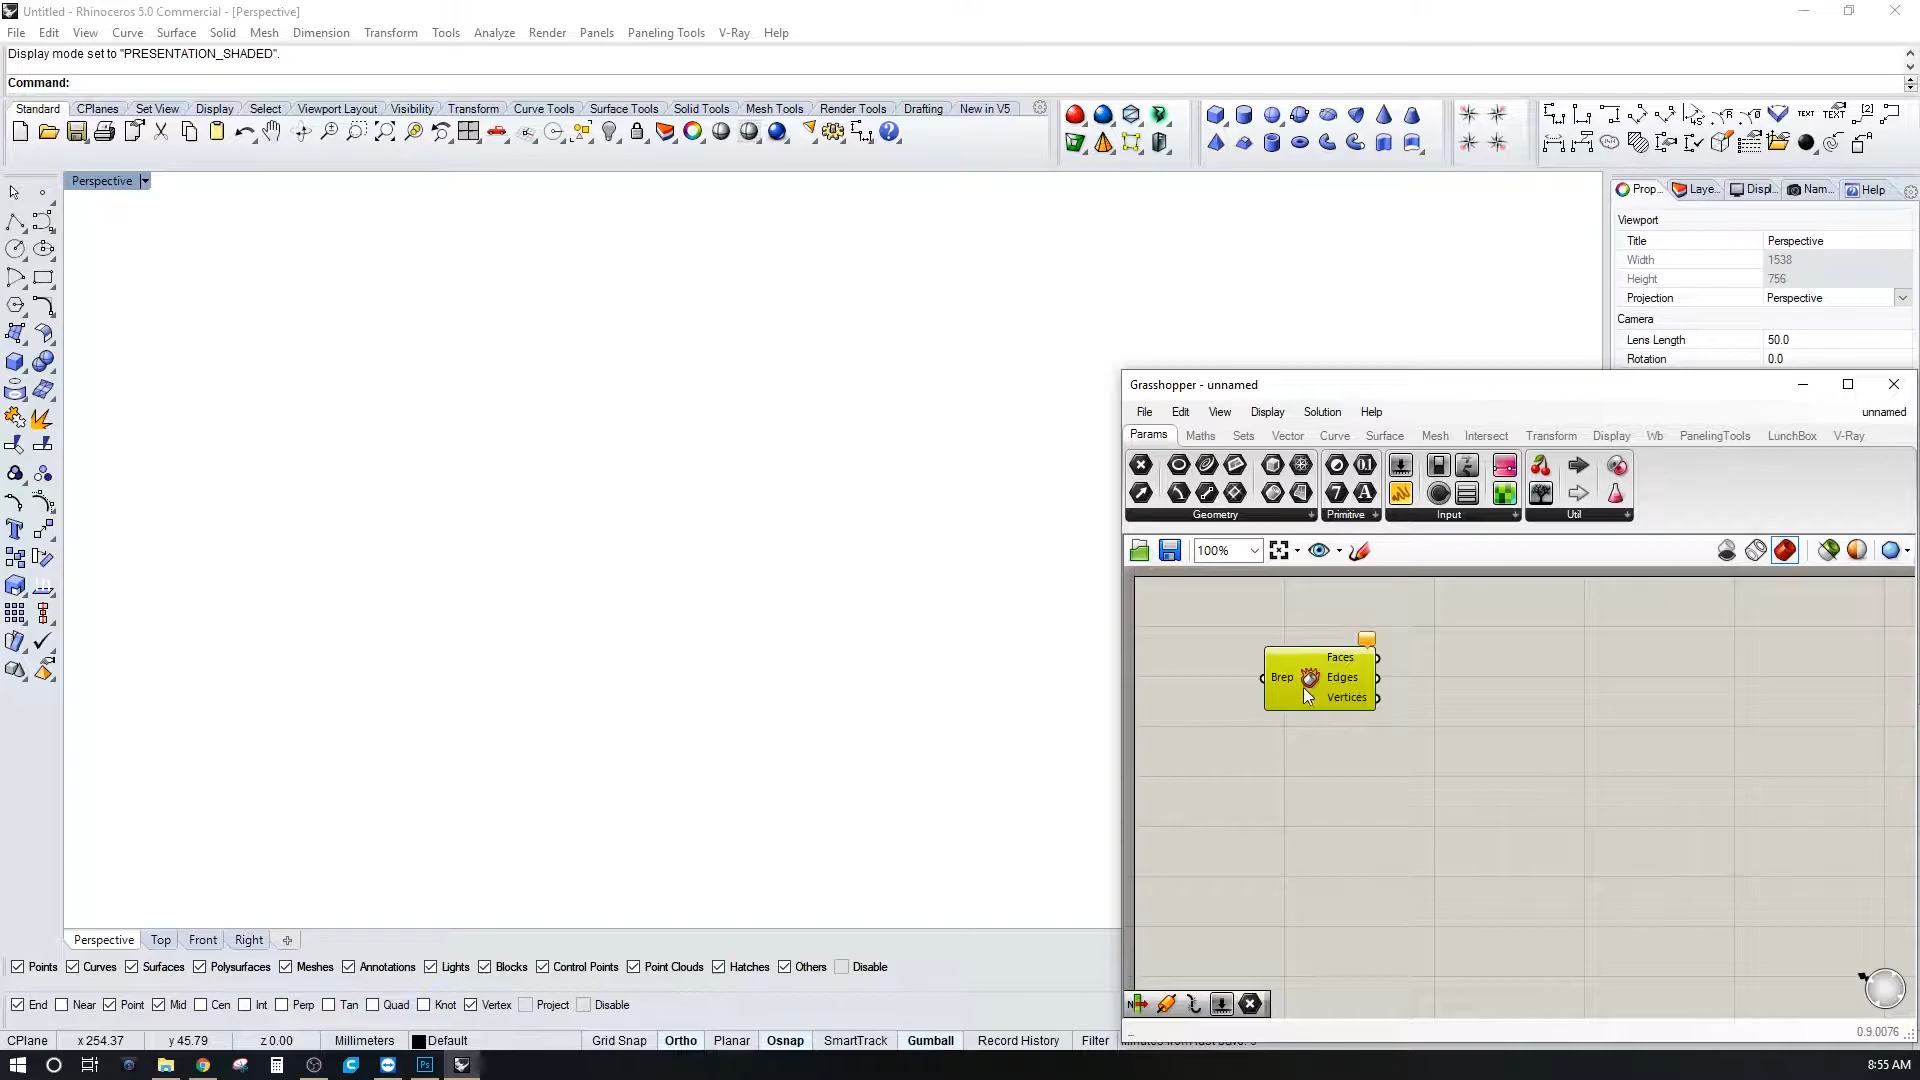 Untitled - Rhinoceros 5.0 Commercial - [Perspective]
File Edit View Curve Surface Solid Mesh Dimension Transform Tools Analyze Render Panels Paneling Tools V-Ray Help
Display mode set to "PRESENTATION_SHADED".
Command:
Standard CPlanes Set View Display Select Viewport Layout Visibility Transform Curve Tools Surface Tools Solid Tools Mesh Tools Render Tools Drafting New in V5
Perspective
Prop... Laye... Displ... Nam... Help
Viewport
Title Perspective
Width 1538
Height 756
Projection Perspective
Camera
Lens Length 50.0
Rotation 0.0
Grasshopper - unnamed
File Edit View Display Solution Help unnamed
Params Maths Sets Vector Curve Surface Mesh Intersect Transform Display Wb PanelingTools LunchBox V-Ray
Geometry Primitive Input Util
100%
Faces
Brep Edges
Vertices
0.9.0076
Perspective Top Front Right
Points Curves Surfaces Polysurfaces Meshes Annotations Lights Blocks Control Points Point Clouds Hatches Others Disable
End Near Point Mid Cen Int Perp Tan Quad Knot Vertex Project Disable
CPlane x 254.37 y 45.79 z 0.00 Millimeters Default Grid Snap Ortho Planar Osnap SmartTrack Gumball Record History Filter
8:55 AM